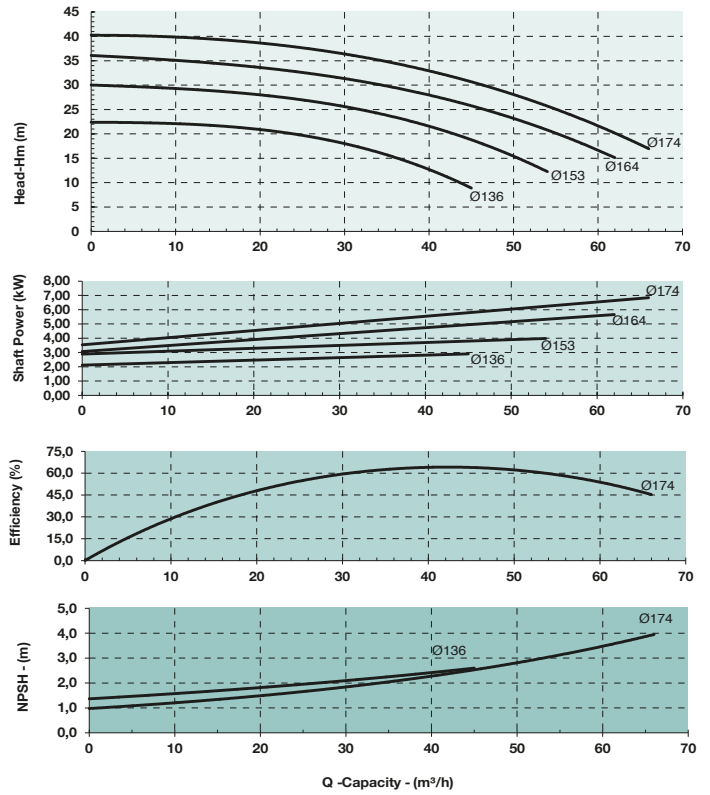 45
40
35
30
25
20
15
10
5
0
Head-Hm (m)
Ø174
Ø164
Ø153
Ø136
0 10 20 30 40 50 60 70
8,00
7,00
6,00
5,00
4,00
3,00
2,00
1,00
0,00
Shaft Power (kW)
Ø174
Ø164
Ø153
Ø136
0 10 20 30 40 50 60 70
75,0
60,0
45,0
30,0
15,0
0,0
Efficiency (%)
Ø174
0 10 20 30 40 50 60 70
5,0
4,0
3,0
2,0
1,0
0,0
NPSH - (m)
Ø174
Ø136
0 10 20 30 40 50 60 70
Q -Capacity - (m³/h)